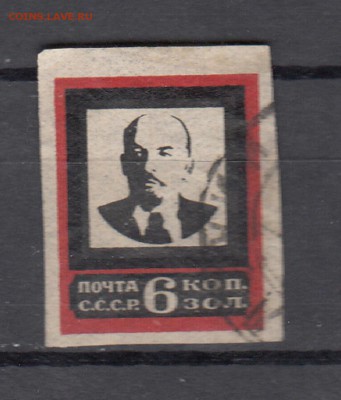 COINS.LAVE.RU
ПОЧТА 6 КОП.
С.С.С.Р. ЗОЛ.